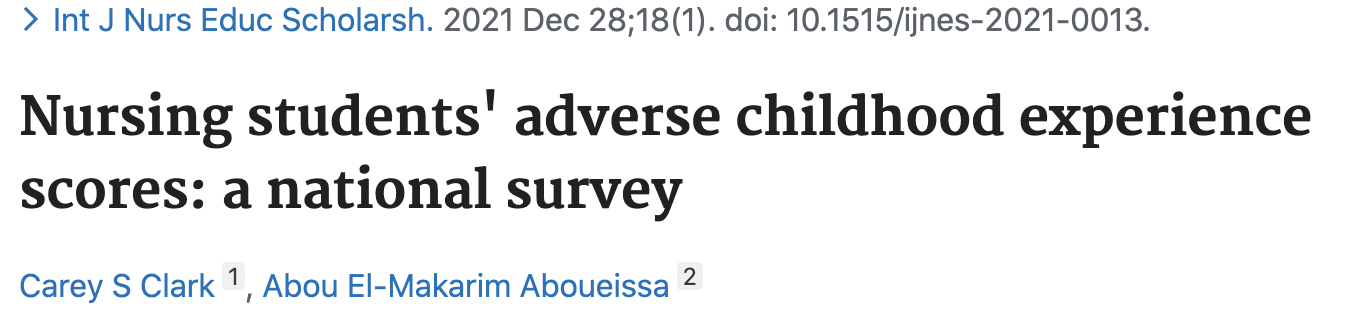 > Int J Nurs Educ Scholarsh. 2021 Dec 28;18(1). doi: 10.1515/ijnes-2021-0013.
Nursing students' adverse childhood experience
scores: a national survey
Carey S Clark 1, Abou El-Makarim Aboueissa 2